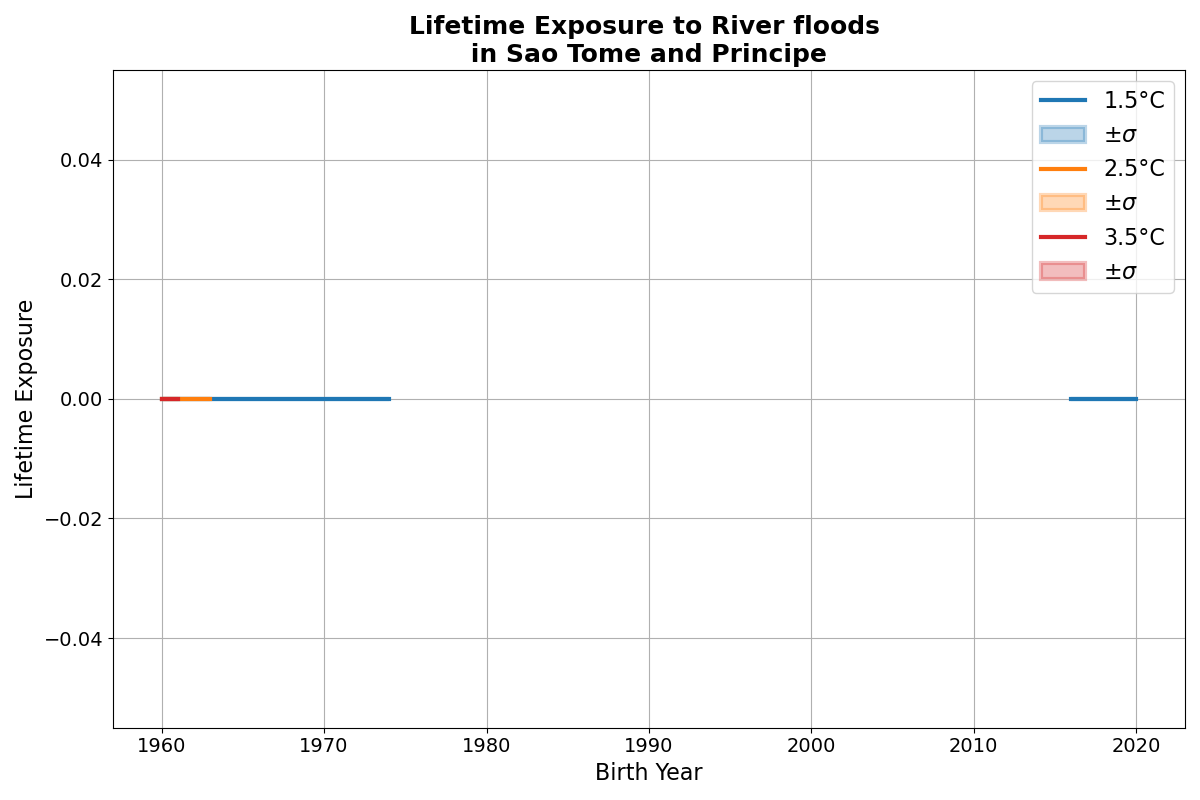 Lifetime Exposure to River floods
in Sao Tome and Principe
1.5°C
±σ
2.5°C
±σ
3.5°C
±σ
Lifetime Exposure
0.04
0.02
0.00
−0.02
−0.04
1960
1970
1980
1990
2000
2010
2020
Birth Year